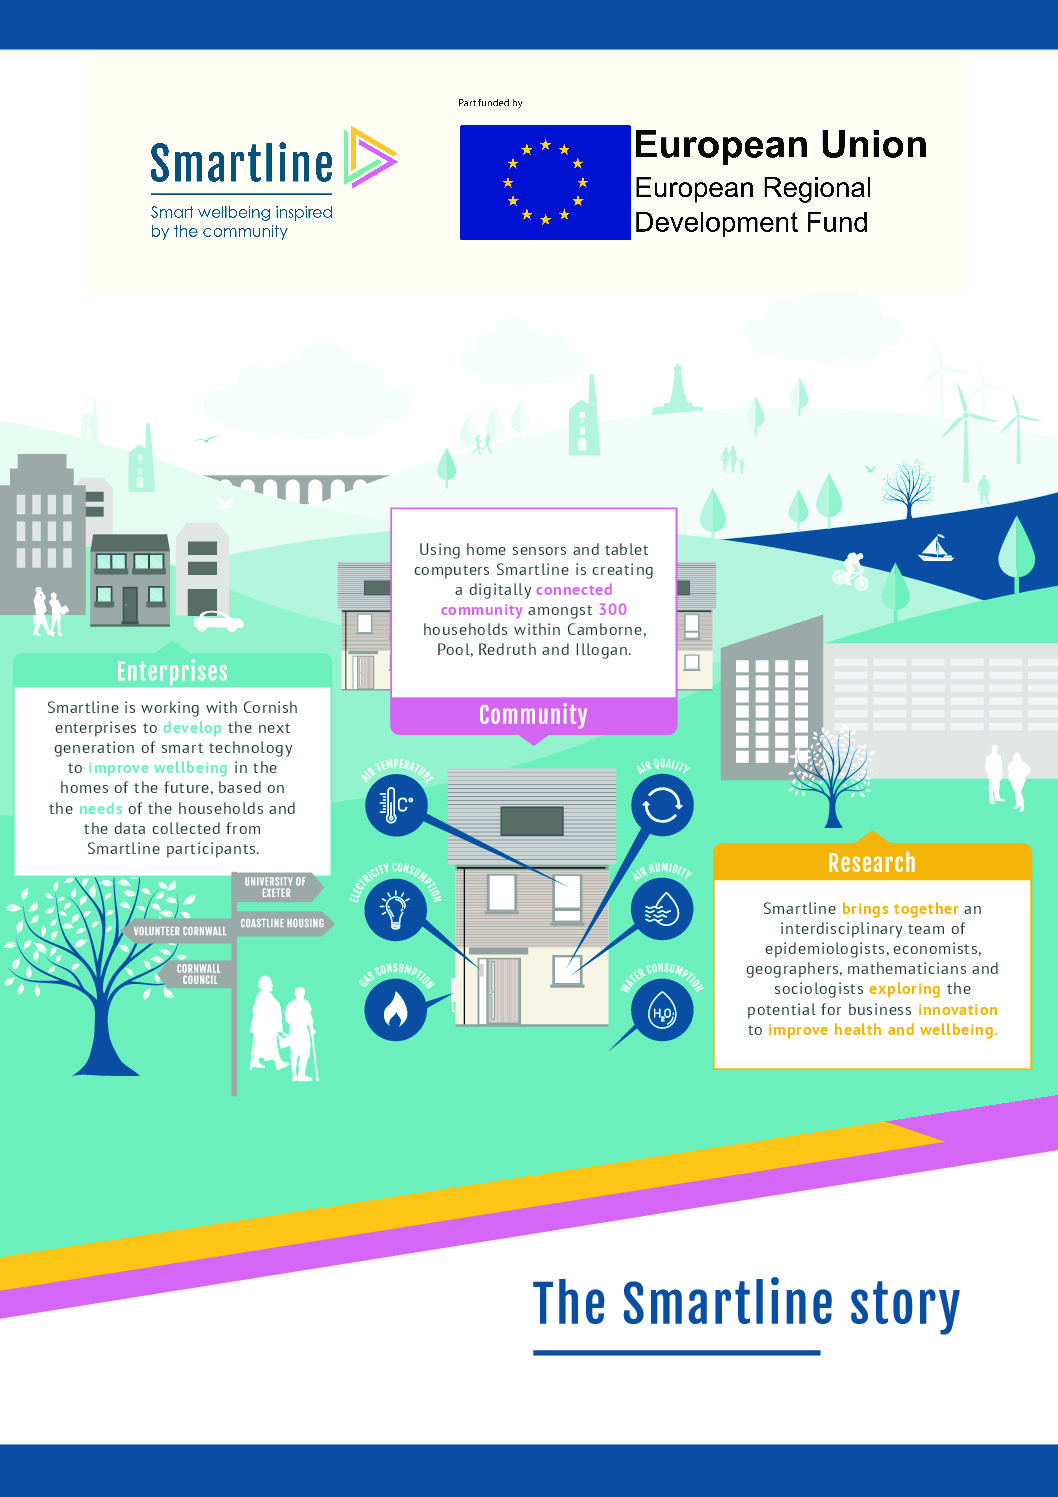 Part funded by
Smartline
Smart wellbeing inspired
by the community
European Union
European Regional
Development Fund
Using home sensors and tablet
computers Smartline is creating
a digitally connected
community amongst 300
households within Camborne,
Pool, Redruth and Illogan.
Community
Enterprises
Smartline is working with Cornish
enterprises to develop the next
generation of smart technology
to improve wellbeing in the
homes of the future, based on
the needs of the households and
the data collected from
Smartline participants.
AIR TEMPERATURE
C°
AIR QUALITY
ELECTRICITY CONSUMPTION
AIR HUMIDITY
GAS CONSUMPTION
WATER CONSUMPTION
H₂O
UNIVERSITY OF
EXETER
COASTLINE HOUSING
VOLUNTEER CORNWALL
CORNWALL
COUNCIL
Research
Smartline brings together an
interdisciplinary team of
epidemiologists, economists,
geographers, mathematicians and
sociologists exploring the
potential for business innovation
to improve health and wellbeing.
The Smartline story